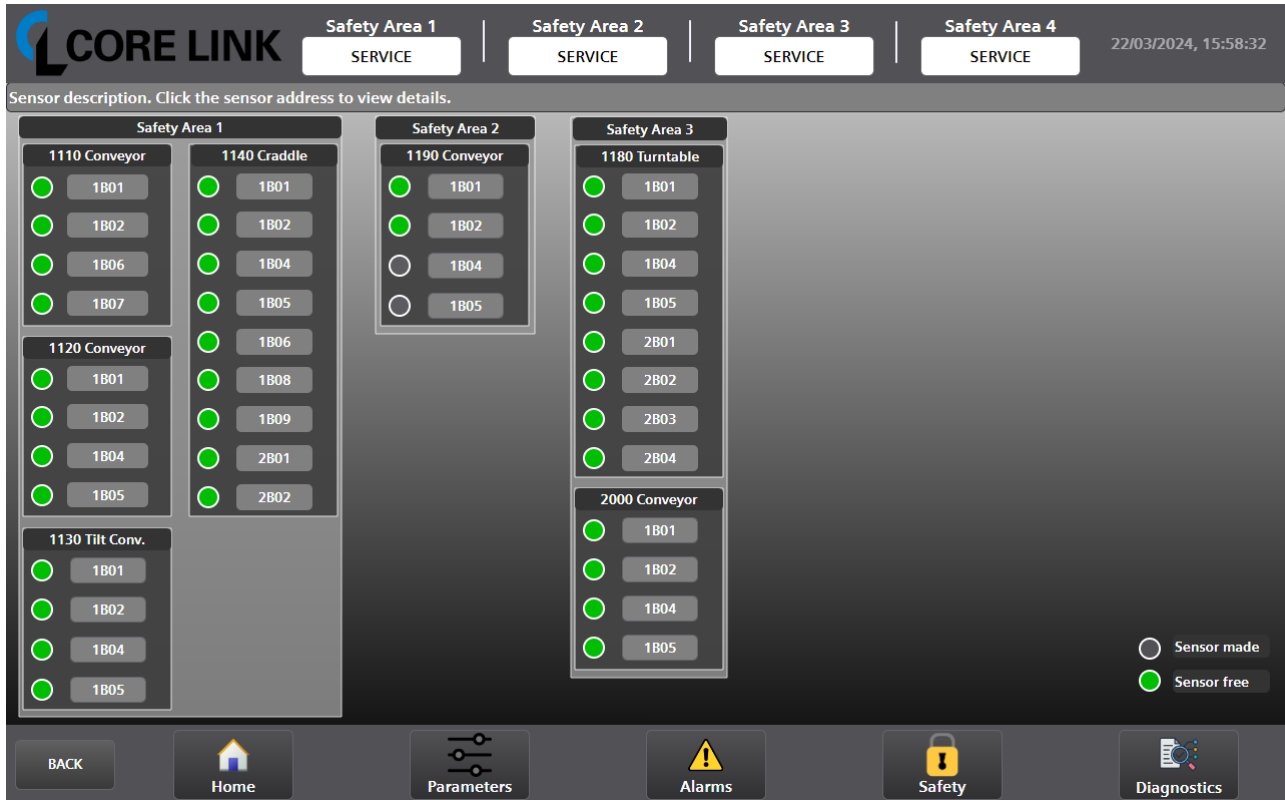 CORE LINK
Safety Area 1
SERVICE
Safety Area 2
SERVICE
Safety Area 3
SERVICE
Safety Area 4
SERVICE
22/03/2024, 15:58:32
Sensor description. Click the sensor address to view details.
Safety Area 1
1110 Conveyor
1B01
1B02
1B06
1B07
1120 Conveyor
1B01
1B02
1B04
1B05
1130 Tilt Conv.
1B01
1B02
1B04
1B05
1140 Craddle
1B01
1B02
1B04
1B05
1B06
1B08
1B09
2B01
2B02
Safety Area 2
1190 Conveyor
1B01
1B02
1B04
1B05
Safety Area 3
1180 Turntable
1B01
1B02
1B04
1B05
2B01
2B02
2B03
2B04
2000 Conveyor
1B01
1B02
1B04
1B05
Sensor made
Sensor free
BACK
Home
Parameters
Alarms
Safety
Diagnostics